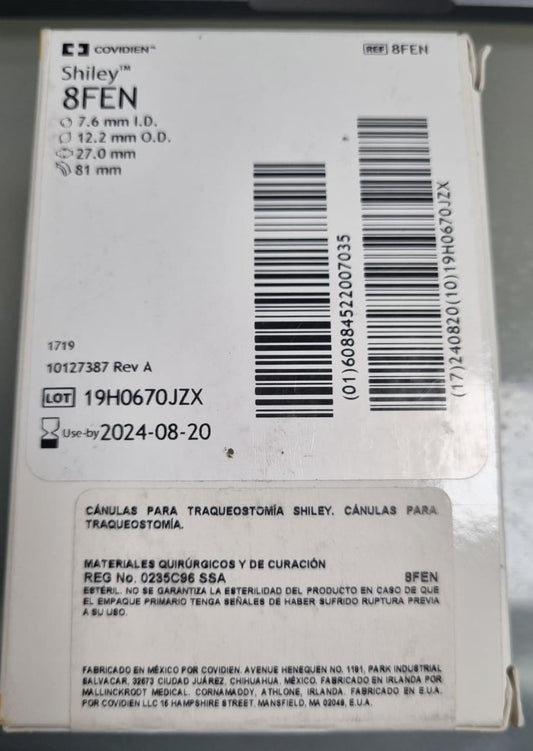 COVIDIEN™
REF 8FEN
Shiley™
8FEN
7.6 mm I.D.
12.2 mm O.D.
27.0 mm
81 mm
(01)60884522007035
(17)240820(10)19H0670JZX
1719
10127387 Rev A
LOT 19H0670JZX
Use-by 2024-08-20
CÁNULAS PARA TRAQUEOSTOMÍA SHILEY. CÁNULAS PARA
TRAQUEOSTOMÍA.
MATERIALES QUIRÚRGICOS Y DE CURACIÓN
REG No. 0235C96 SSA 8FEN
ESTÉRIL. NO SE GARANTIZA LA ESTERILIDAD DEL PRODUCTO EN CASO DE QUE
EL EMPAQUE PRIMARIO TENGA SEÑALES DE HABER SUFRIDO RUPTURA PREVIA
A SU USO.
FABRICADO EN MÉXICO POR COVIDIEN, AVENUE HENEQUEN NO. 1181, PARK INDUSTRIAL
SALVACAR, 32573 CIUDAD JUÁREZ, CHIHUAHUA, MÉXICO. FABRICADO EN IRLANDA POR
MALLINCKROOT MEDICAL, CORNAMADDY, ATHLONE, IRLANDA. FABRICADO EN E.U.A.
POR COVIDIEN LLC 15 HAMPSHIRE STREET, MANSFIELD, MA 02048, E.U.A.